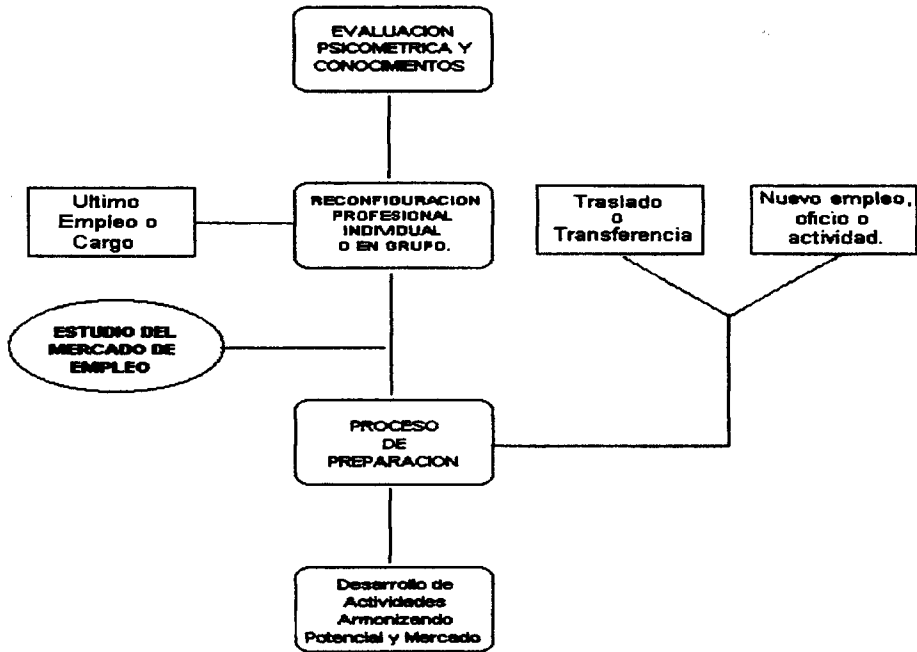 EVALUACION
PSICOMETRICA Y
CONOCIMIENTOS
Ultimo
Empleo o
Cargo
RECONFIGURACION
PROFESIONAL
INDIVIDUAL
O EN GRUPO.
Traslado
o
Transferencia
Nuevo empleo,
oficio o
actividad.
ESTUDIO DEL
MERCADO DE
EMPLEO
PROCESO
DE
PREPARACION
Desarrollo de
Actividades
Armonizando
Potencial y Mercado